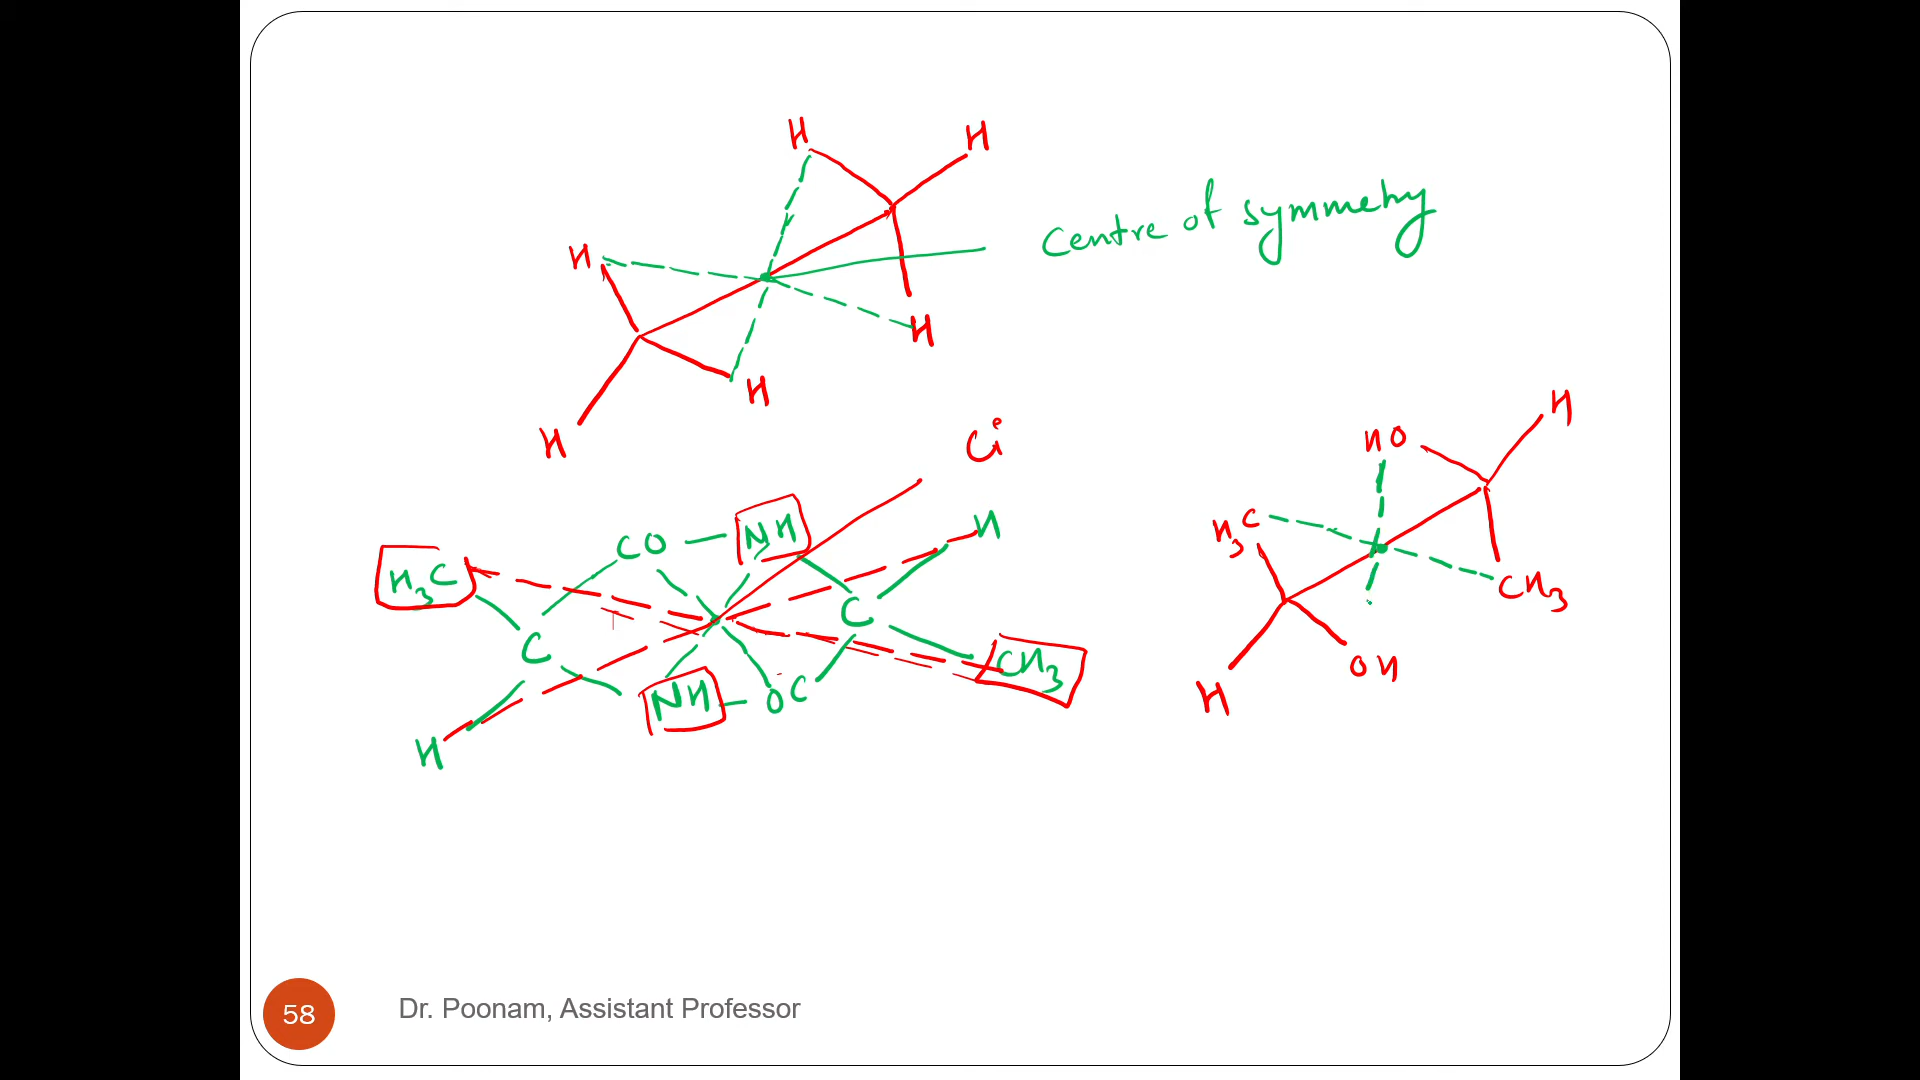 H
H
Centre of symmetry
H
H
H
H
Ci
H
HO
H3C
CO
NH
H
H3C
C
C
CH3
CH3
OH
NH
OC
H
H
58
Dr. Poonam, Assistant Professor